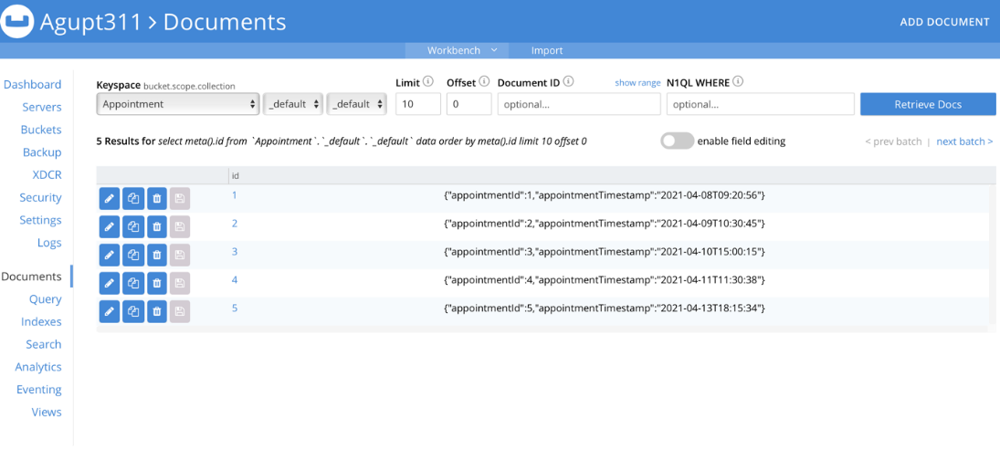 Agupt311 > Documents
ADD DOCUMENT
Workbench Import
Dashboard
Servers
Buckets
Backup
XDCR
Security
Settings
Logs
Documents
Query
Indexes
Search
Analytics
Eventing
Views
Keyspace bucket.scope.collection Limit Offset Document ID show range N1QL WHERE
Appointment _default _default 10 0 optional... optional... Retrieve Docs
5 Results for select meta().id from `Appointment`.`_default`.`_default` data order by meta().id limit 10 offset 0 enable field editing < prev batch | next batch >
id
1 {"appointmentId":1,"appointmentTimestamp":"2021-04-08T09:20:56"}
2 {"appointmentId":2,"appointmentTimestamp":"2021-04-09T10:30:45"}
3 {"appointmentId":3,"appointmentTimestamp":"2021-04-10T15:00:15"}
4 {"appointmentId":4,"appointmentTimestamp":"2021-04-11T11:30:38"}
5 {"appointmentId":5,"appointmentTimestamp":"2021-04-13T18:15:34"}